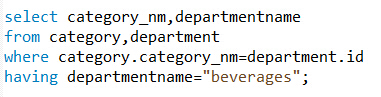 select category_nm,departmentname
from category,department
where category.category_nm=department.id
having departmentname="beverages";